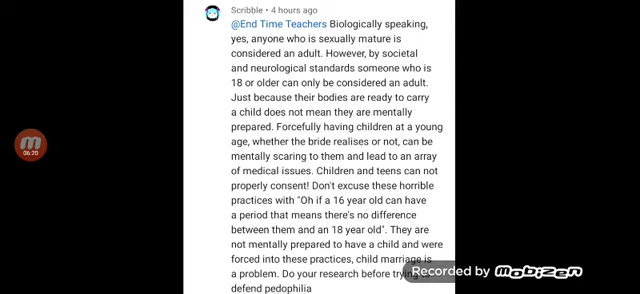 Scribble • 4 hours ago
@End Time Teachers Biologically speaking,
yes, anyone who is sexually mature is
considered an adult. However, by societal
and neurological standards someone who is
18 or older can only be considered an adult.
Just because their bodies are ready to carry
a child does not mean they are mentally
prepared. Forcefully having children at a young
age, whether the bride realises or not, can be
mentally scaring to them and lead to an array
of medical issues. Children and teens can not
properly consent! Don't excuse these horrible
practices with "Oh if a 16 year old can have
a period that means there's no difference
between them and an 18 year old". They are
not mentally prepared to have a child and were
forced into these practices, child marriage is
a problem. Do your research before trying to
defend pedophilia
m
06:20
Recorded by Mobizen